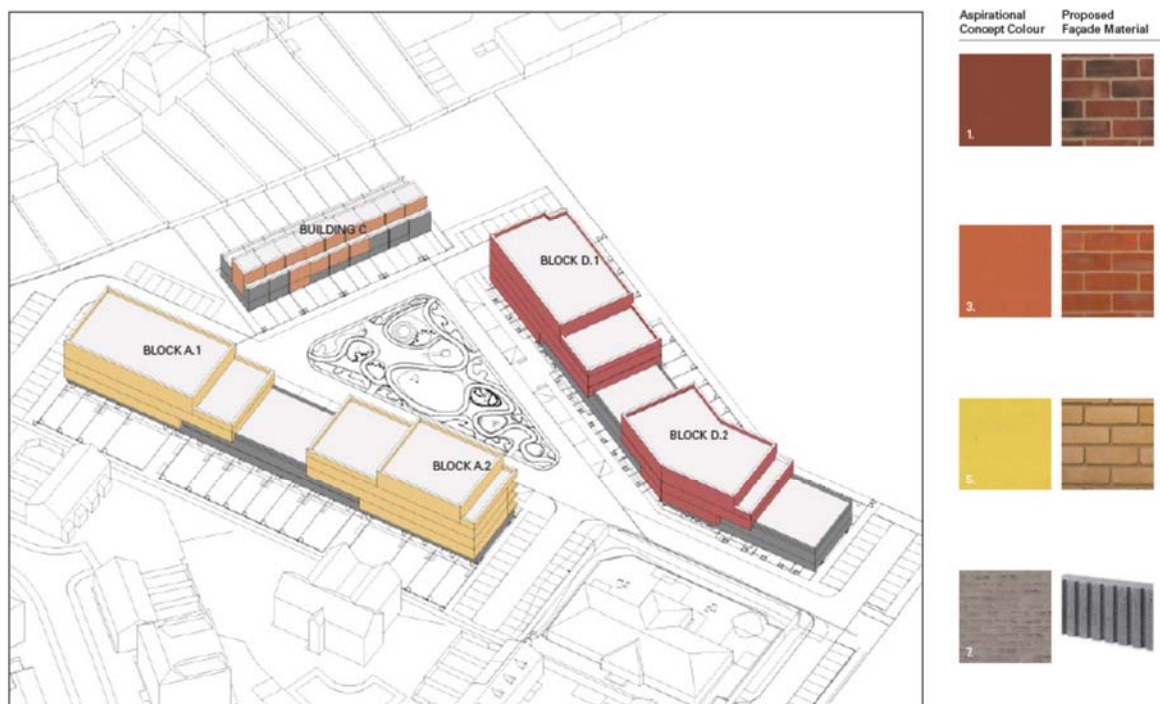 Aspirational Concept Colour
Proposed Façade Material
BUILDING C
BLOCK D.1
BLOCK A.1
BLOCK D.2
BLOCK A.2
1.
3.
5.
7.